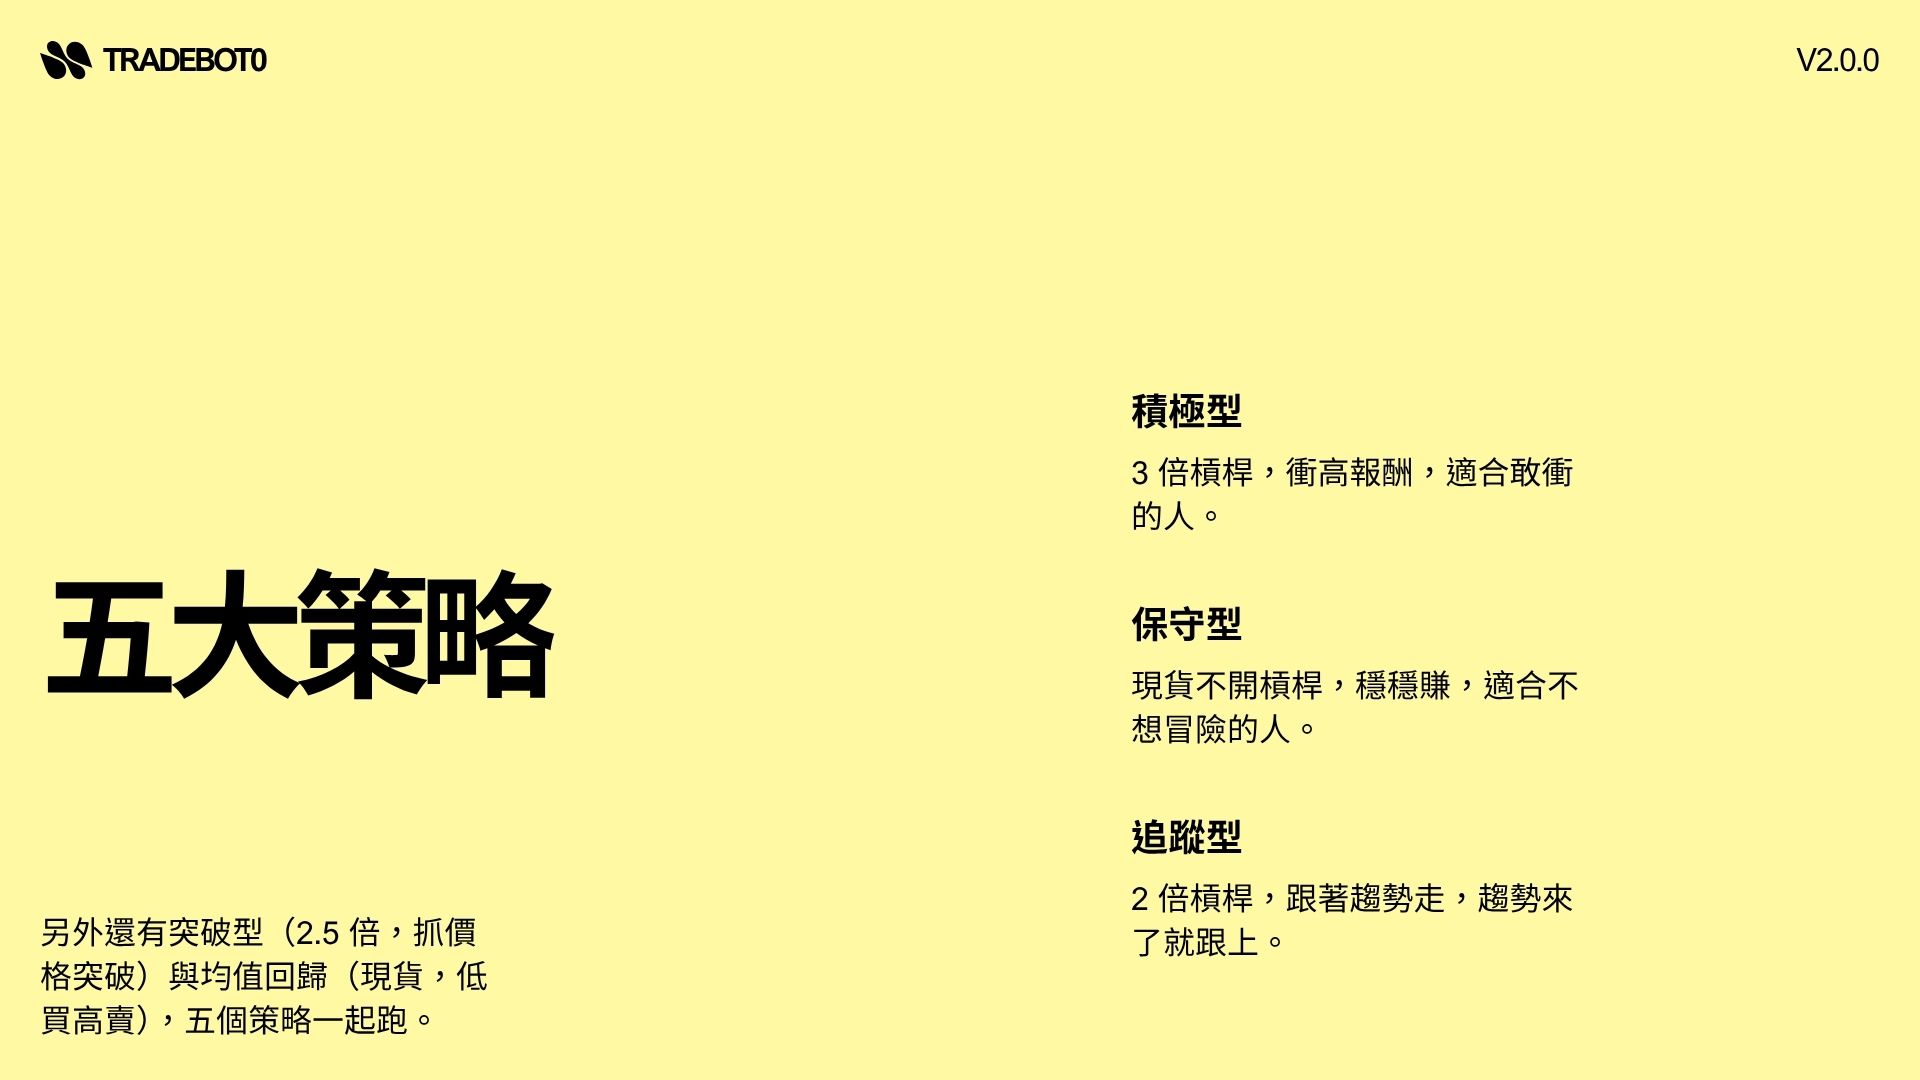 TRADEBOT0
V2.0.0
五大策略
另外還有突破型（2.5 倍，抓價
格突破）與均值回歸（現貨，低
買高賣），五個策略一起跑。
積極型
3 倍槓桿，衝高報酬，適合敢衝
的人。
保守型
現貨不開槓桿，穩穩賺，適合不
想冒險的人。
追蹤型
2 倍槓桿，跟著趨勢走，趨勢來
了就跟上。